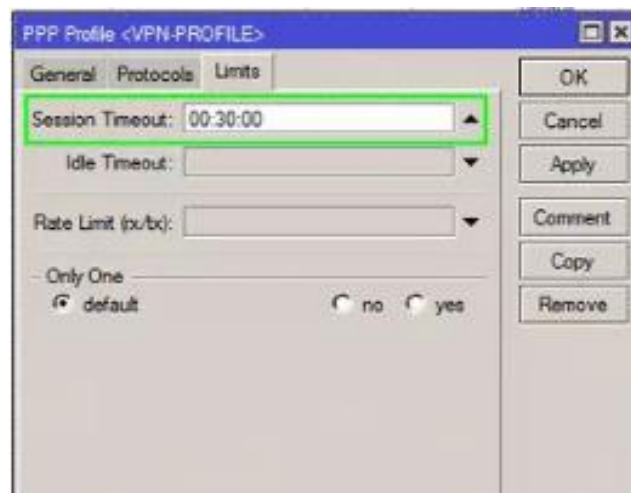 PPP Profile <VPN-PROFILE>
General Protocols Limits
OK
Session Timeout: 00:30:00
Cancel
Idle Timeout:
Apply
Rate Limit (rx/tx):
Comment
Copy
Only One
default no yes
Remove